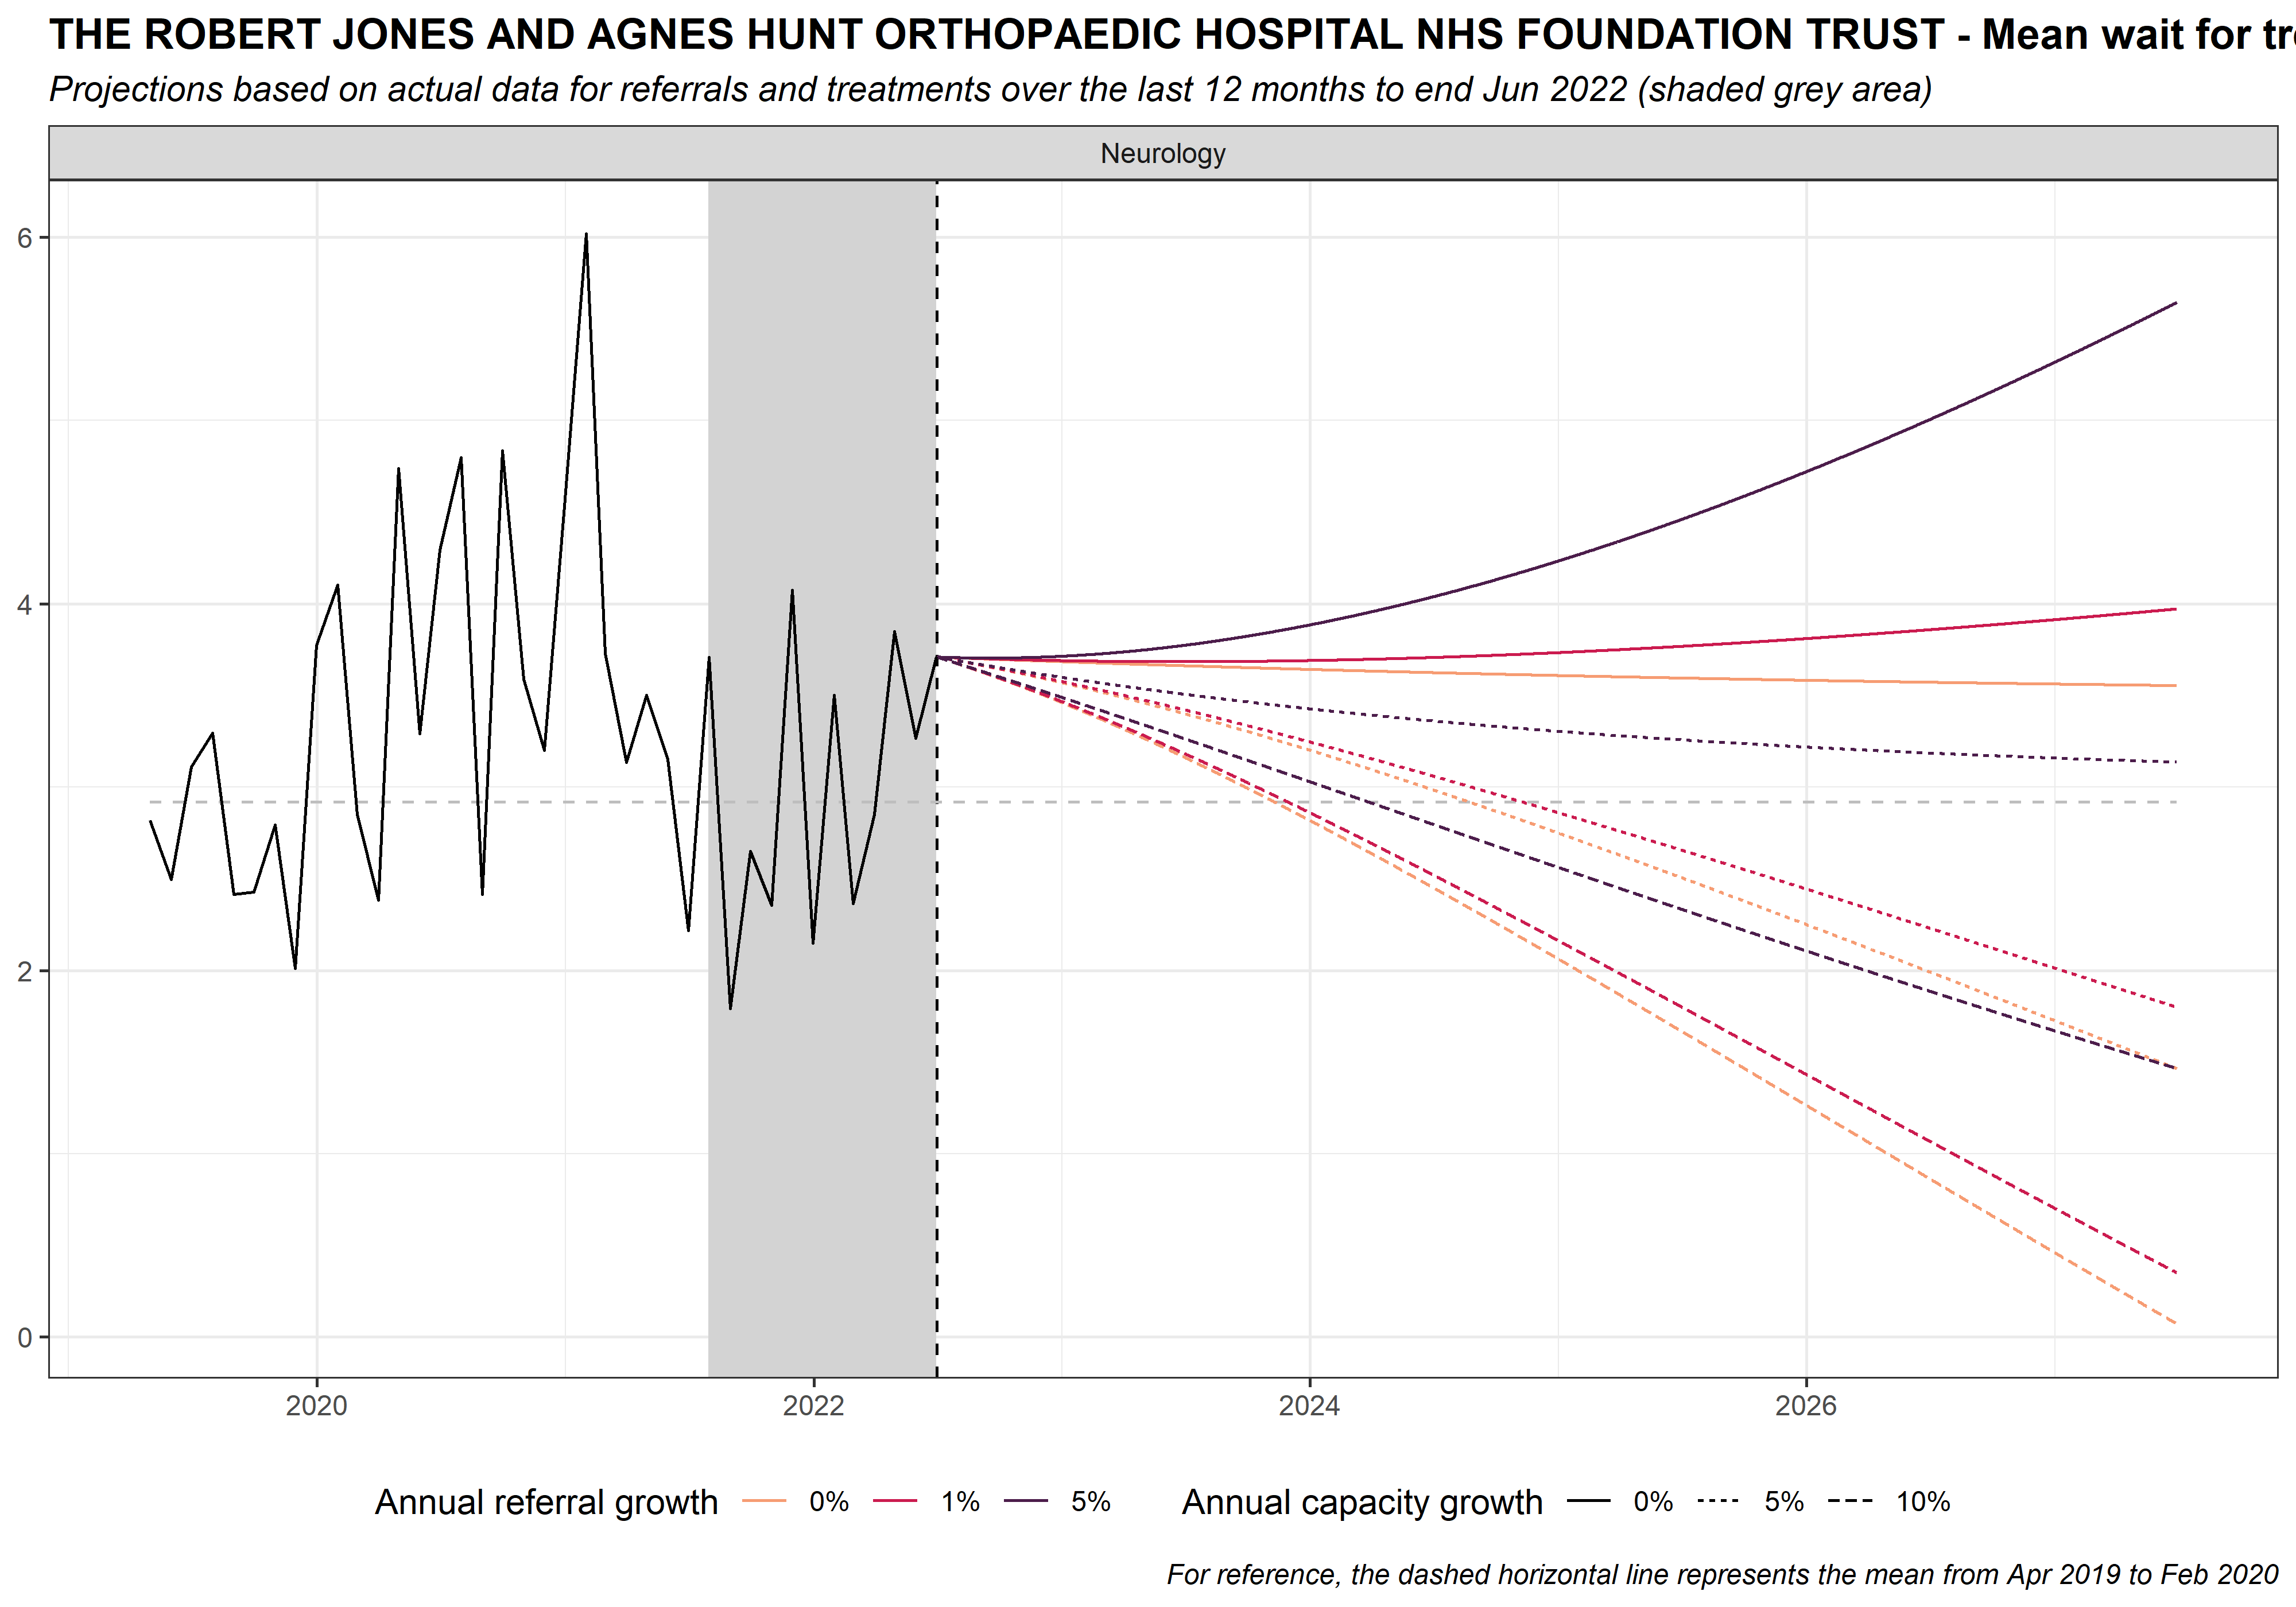 THE ROBERT JONES AND AGNES HUNT ORTHOPAEDIC HOSPITAL NHS FOUNDATION TRUST - Mean wait for
Projections based on actual data for referrals and treatments over the last 12 months to end Jun 2022 (shaded grey area)
Neurology
6
4
2
0
2020 2022 2024 2026
Annual referral growth 0% 1% 5% Annual capacity growth 0% 5% 10%
For reference, the dashed horizontal line represents the mean from Apr 2019 to Feb 2020